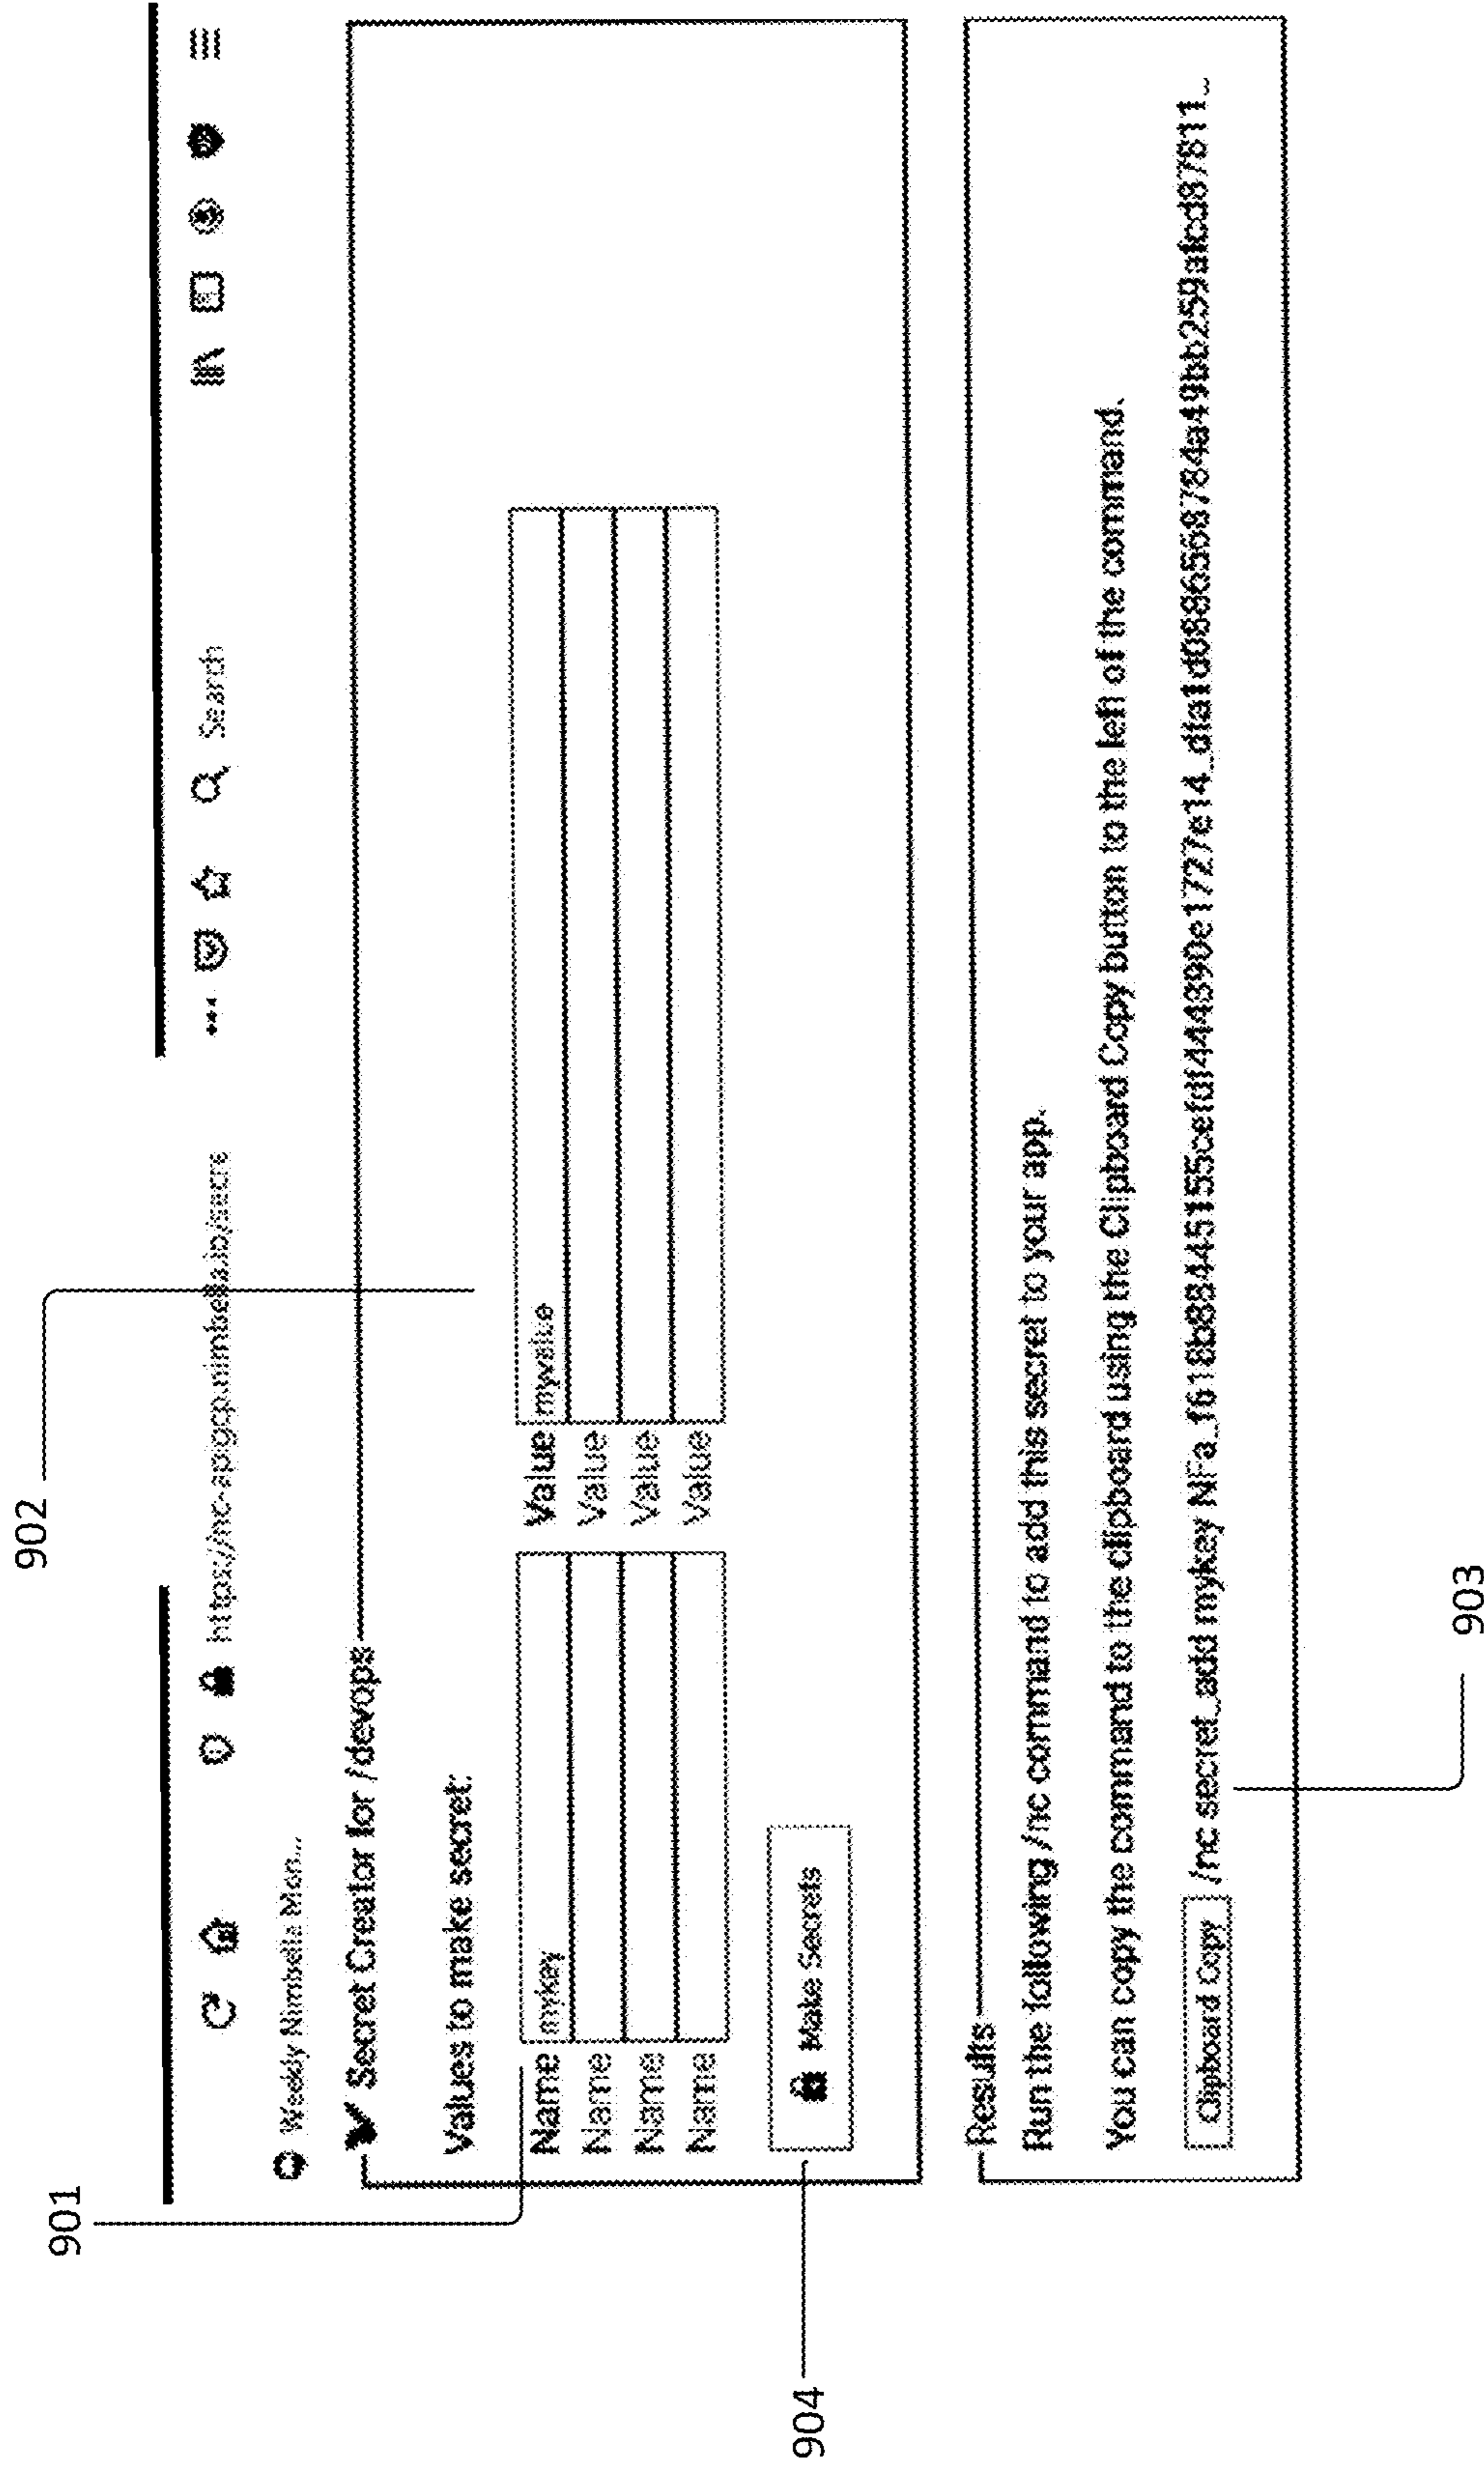 902
901
https://nc-apigcp.nimbella.io/secre
Search
Weekly Nimbella Mon...
Secret Creator for /devops
Values to make secret:
Name mykey Value myvalue
Name Value
Name Value
Name Value
Make Secrets
904
Results
Run the following /nc command to add this secret to your app.
You can copy the command to the clipboard using the Clipboard Copy button to the left of the command.
Clipboard Copy /nc secret_add mykey
903